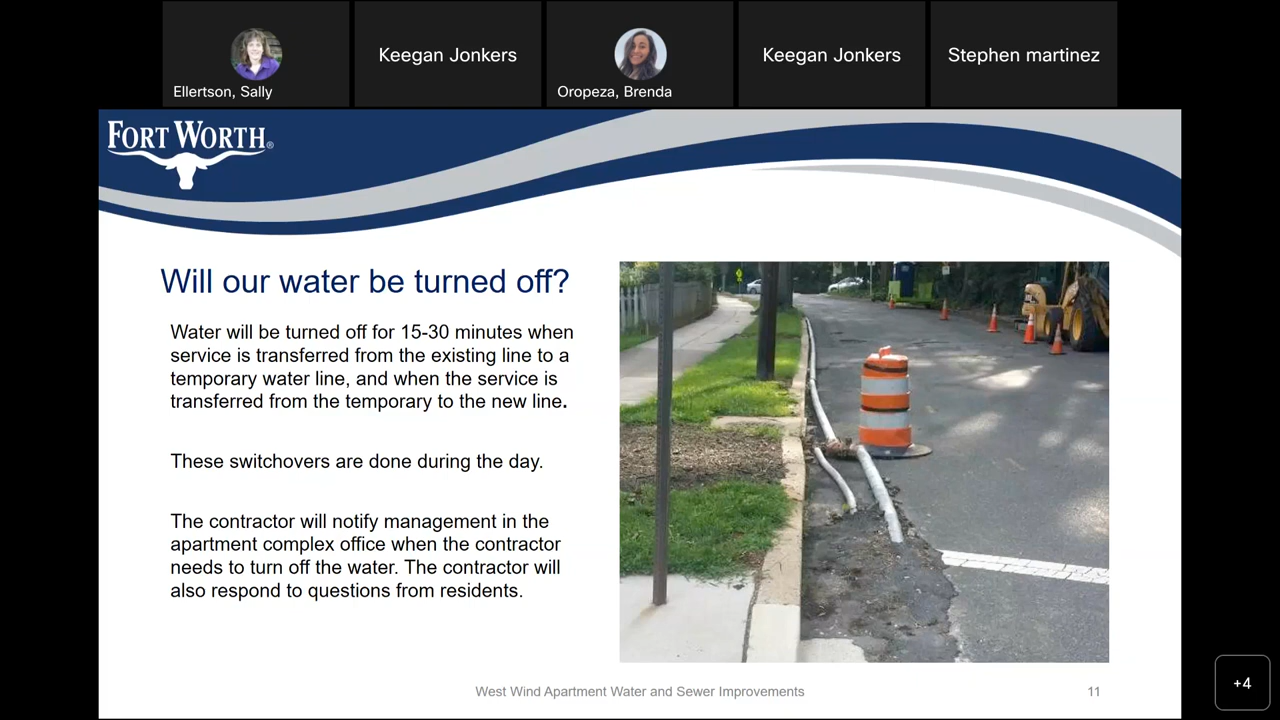 Keegan Jonkers
Keegan Jonkers
Stephen martinez
Ellertson, Sally
Oropeza, Brenda
FORT WORTH®
Will our water be turned off?
Water will be turned off for 15-30 minutes when
service is transferred from the existing line to a
temporary water line, and when the service is
transferred from the temporary to the new line.
These switchovers are done during the day.
The contractor will notify management in the
apartment complex office when the contractor
needs to turn off the water. The contractor will
also respond to questions from residents.
West Wind Apartment Water and Sewer Improvements
11
+4